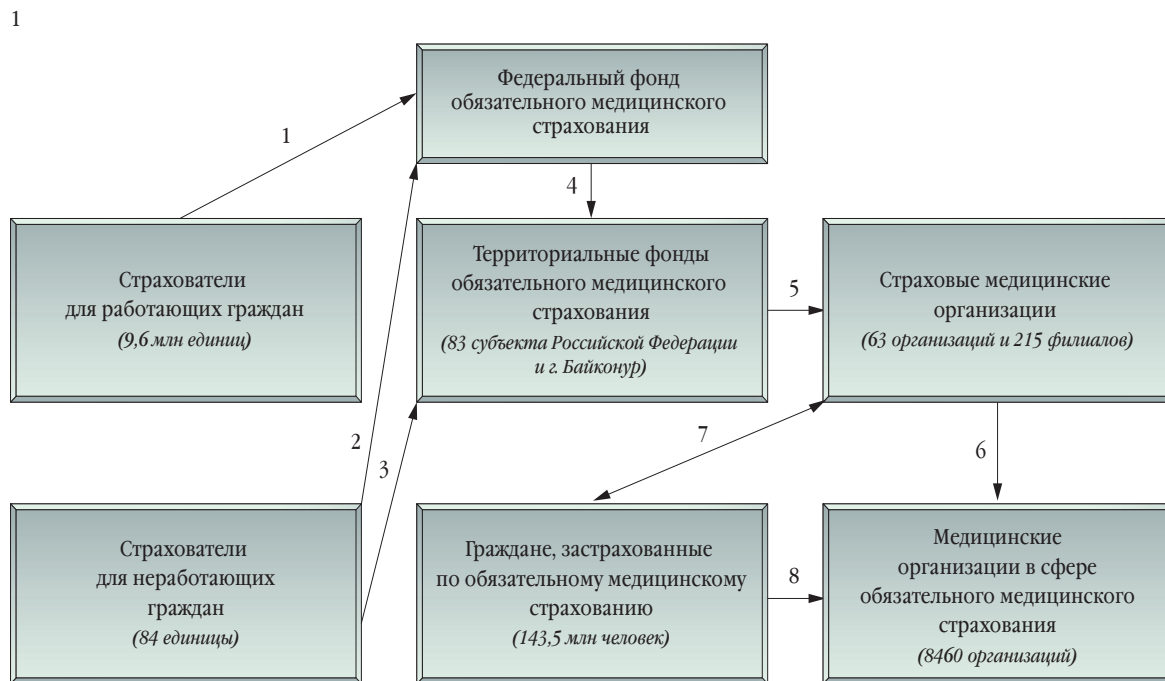 1
Федеральный фонд
обязательного медицинского
страхования
1
4
Страхователи
для работающих граждан
(9,6 млн единиц)
Территориальные фонды
обязательного медицинского
страхования
(83 субъекта Российской Федерации
и г. Байконур)
5
Страховые медицинские
организации
(63 организаций и 215 филиалов)
2
3
7
6
Страхователи
для неработающих
граждан
(84 единицы)
Граждане, застрахованные
по обязательному медицинскому
страхованию
(143,5 млн человек)
8
Медицинские
организации в сфере
обязательного медицинского
страхования
(8460 организаций)